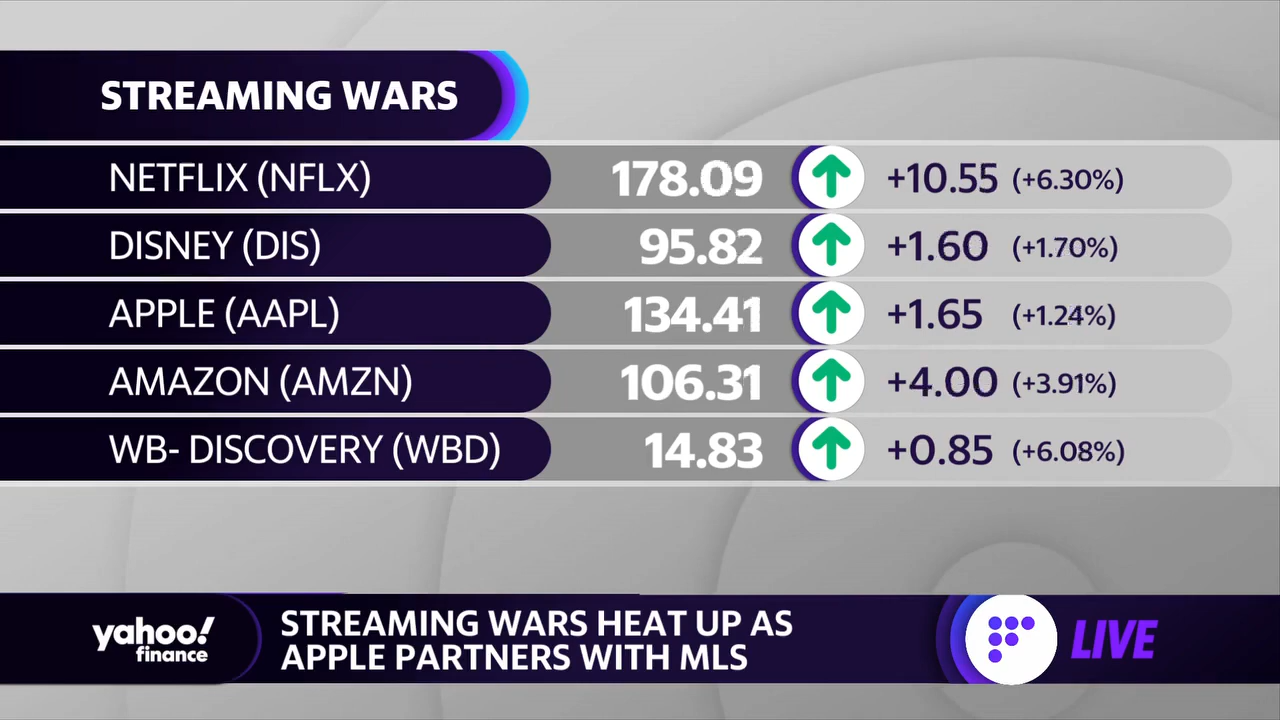 STREAMING WARS
NETFLIX (NFLX) 178.09 +10.55 (+6.30%)
DISNEY (DIS) 95.82 +1.60 (+1.70%)
APPLE (AAPL) 134.41 +1.65 (+1.24%)
AMAZON (AMZN) 106.31 +4.00 (+3.91%)
WB- DISCOVERY (WBD) 14.83 +0.85 (+6.08%)
yahoo!
finance
STREAMING WARS HEAT UP AS
APPLE PARTNERS WITH MLS
LIVE